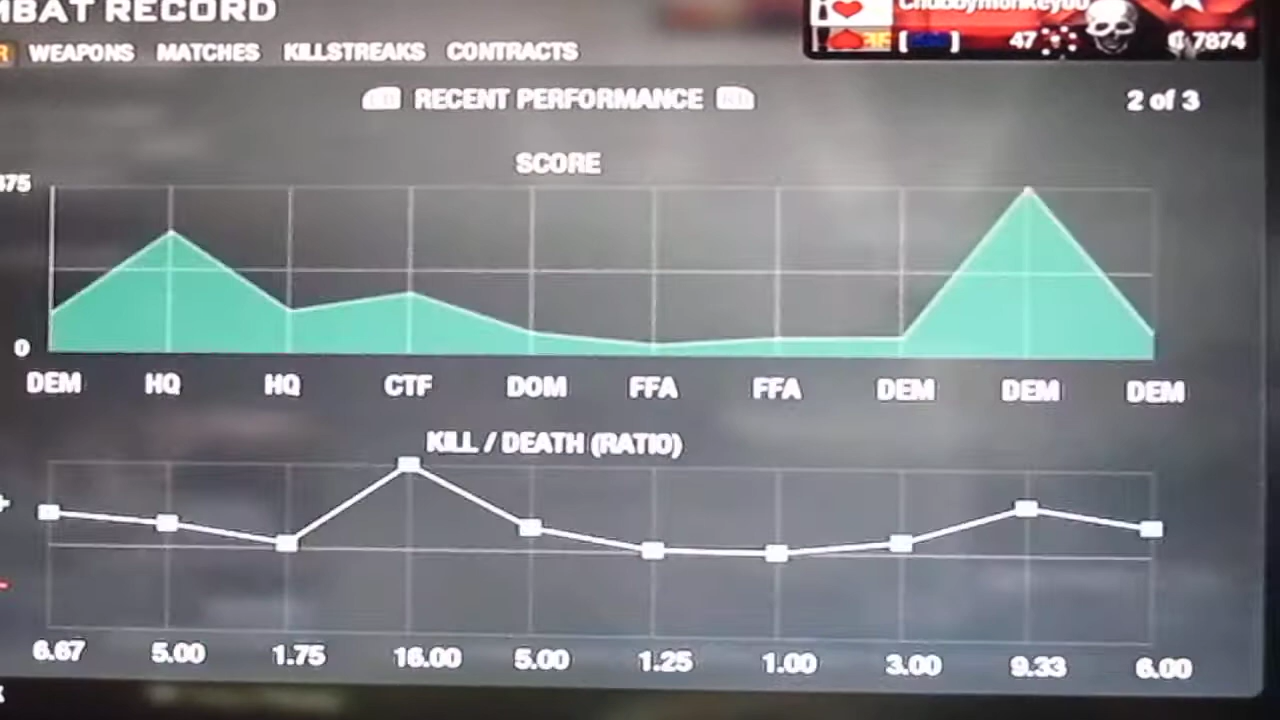 MBAT RECORD
Chubbymonkey00
R WEAPONS MATCHES KILLSTREAKS CONTRACTS
[ ] 47 7874
RECENT PERFORMANCE
2 of 3
SCORE
375
0
DEM HQ HQ CTF DOM FFA FFA DEM DEM DEM
KILL / DEATH (RATIO)
+
-
6.67 5.00 1.75 16.00 5.00 1.25 1.00 3.00 9.33 6.00